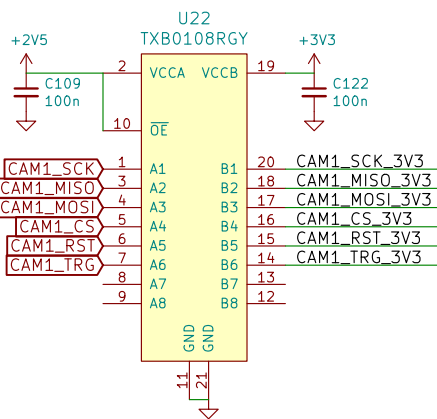 U22
TXB0108RGY
+2V5
+3V3
2 VCCA VCCB 19
C109
100n
C122
100n
10 OE
CAM1_SCK 1 A1 B1 20 CAM1_SCK_3V3
CAM1_MISO 3 A2 B2 18 CAM1_MISO_3V3
CAM1_MOSI 4 A3 B3 17 CAM1_MOSI_3V3
CAM1_CS 5 A4 B4 16 CAM1_CS_3V3
CAM1_RST 6 A5 B5 15 CAM1_RST_3V3
CAM1_TRG 7 A6 B6 14 CAM1_TRG_3V3
8 A7 B7 13
9 A8 B8 12
GND GND
11 21